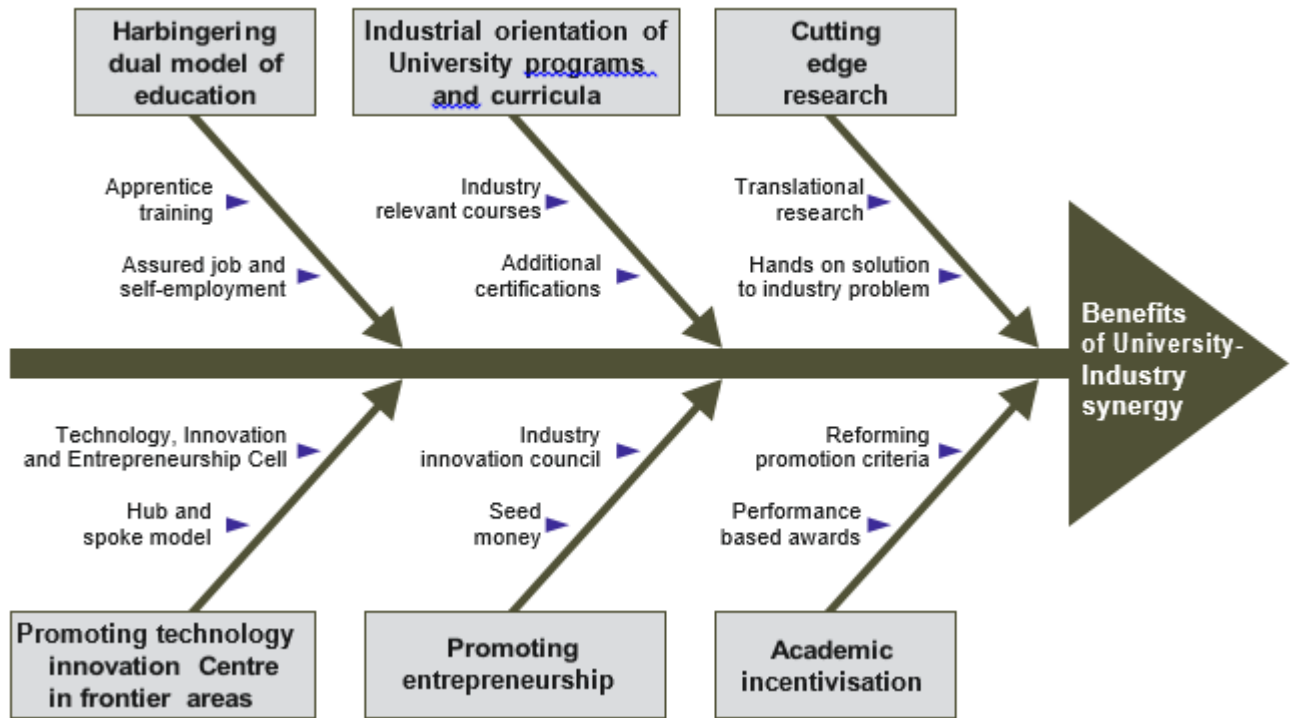 Harbingering
dual model of
education
Industrial orientation of
University programs
and curricula
Cutting
edge
research
Apprentice
training
Assured job and
self-employment
Industry
relevant courses
Additional
certifications
Translational
research
Hands on solution
to industry problem
Benefits
of University-
Industry
synergy
Technology, Innovation
and Entrepreneurship Cell
Hub and
spoke model
Industry
innovation council
Seed
money
Reforming
promotion criteria
Performance
based awards
Promoting technology
innovation Centre
in frontier areas
Promoting
entrepreneurship
Academic
incentivisation